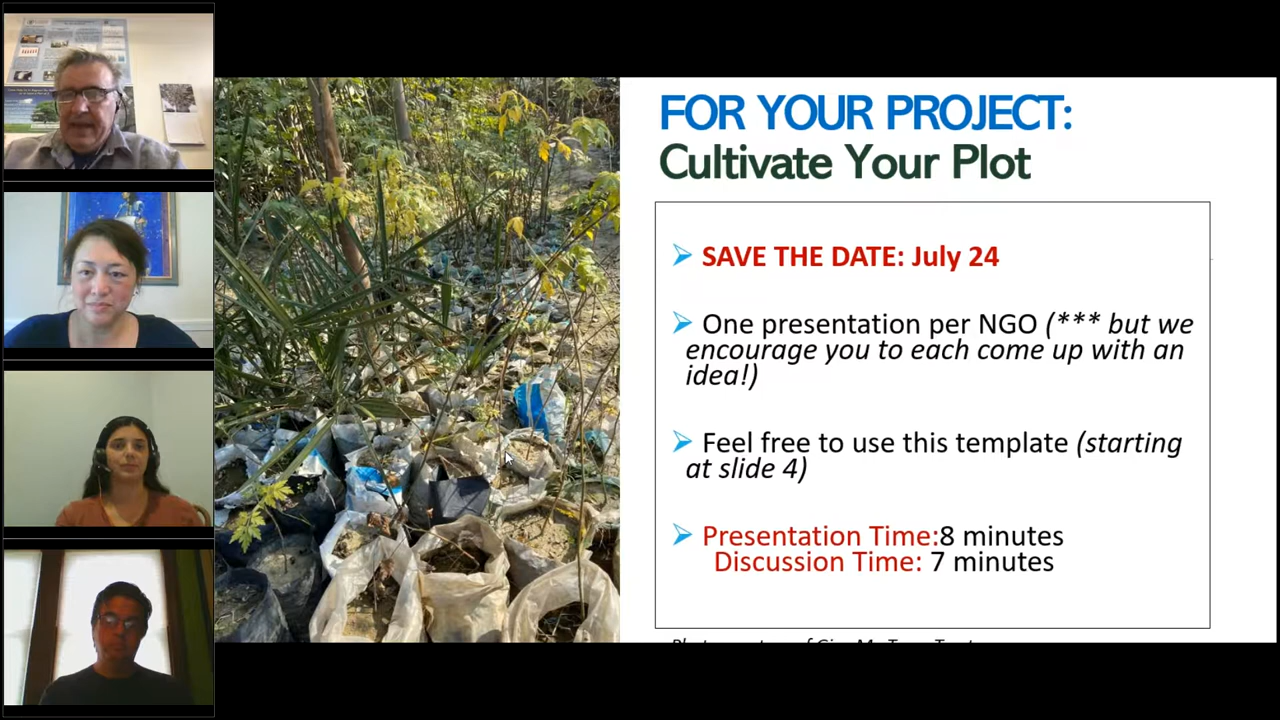 FOR YOUR PROJECT:
Cultivate Your Plot
➢ SAVE THE DATE: July 24
➢ One presentation per NGO (*** but we
encourage you to each come up with an
idea!)
➢ Feel free to use this template (starting
at slide 4)
➢ Presentation Time:8 minutes
Discussion Time: 7 minutes